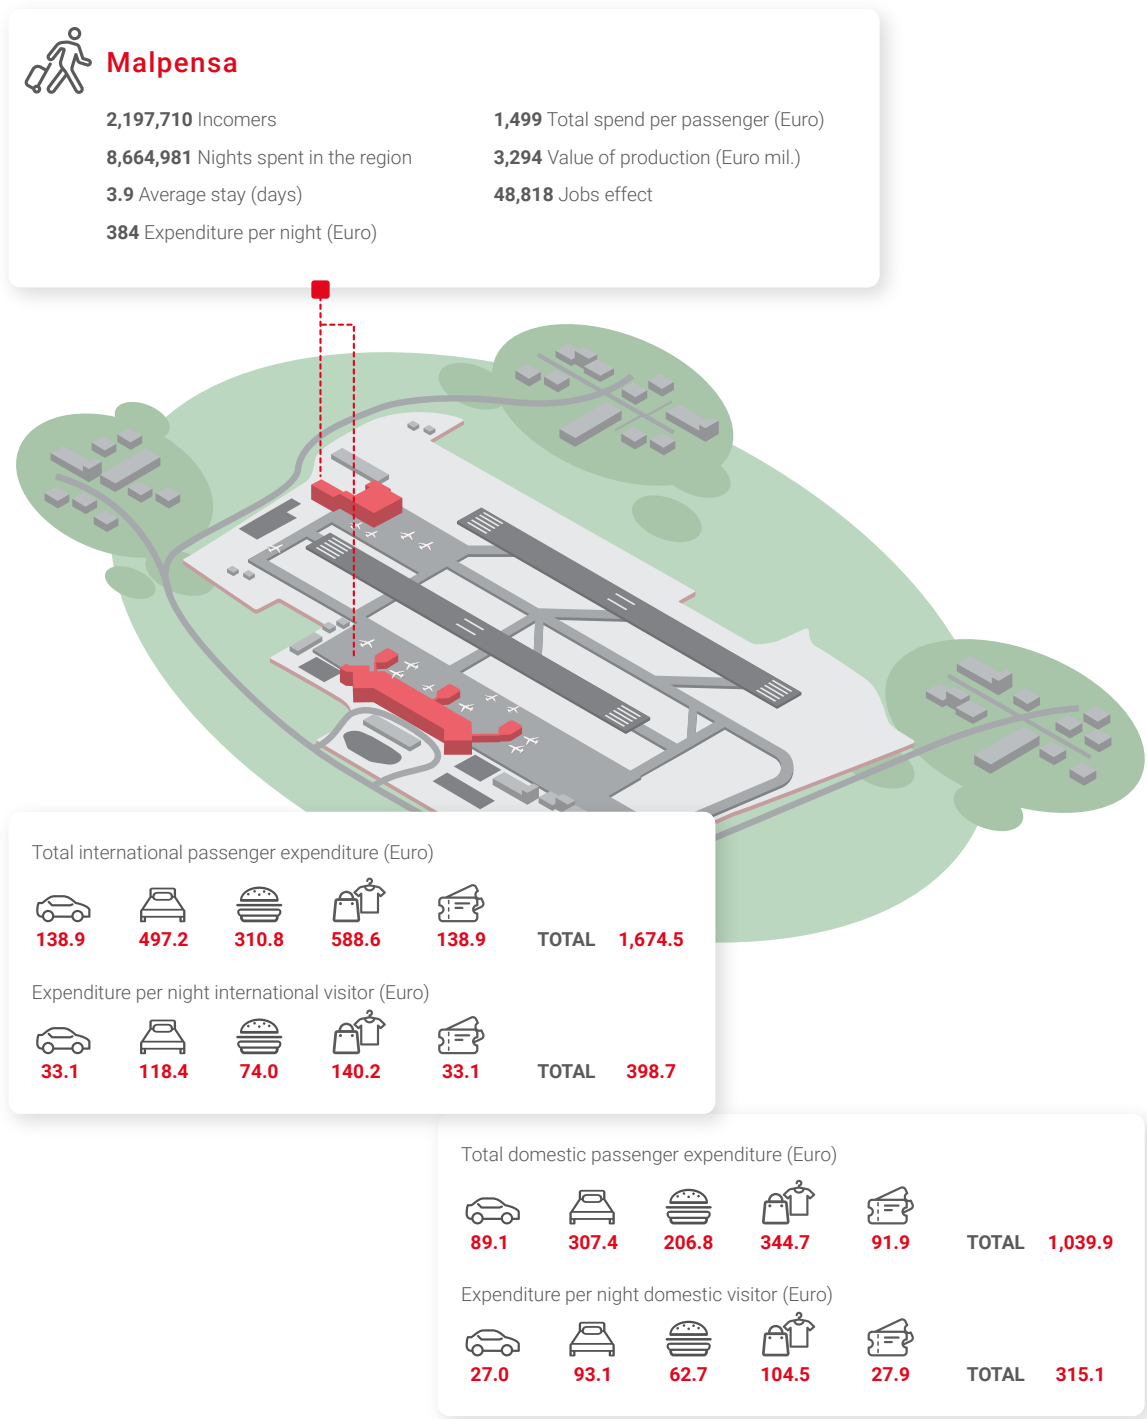 Malpensa
2,197,710 Incomers
8,664,981 Nights spent in the region
3.9 Average stay (days)
384 Expenditure per night (Euro)
1,499 Total spend per passenger (Euro)
3,294 Value of production (Euro mil.)
48,818 Jobs effect
Total international passenger expenditure (Euro)
138.9 497.2 310.8 588.6 138.9 TOTAL 1,674.5
Expenditure per night international visitor (Euro)
33.1 118.4 74.0 140.2 33.1 TOTAL 398.7
Total domestic passenger expenditure (Euro)
89.1 307.4 206.8 344.7 91.9 TOTAL 1,039.9
Expenditure per night domestic visitor (Euro)
27.0 93.1 62.7 104.5 27.9 TOTAL 315.1